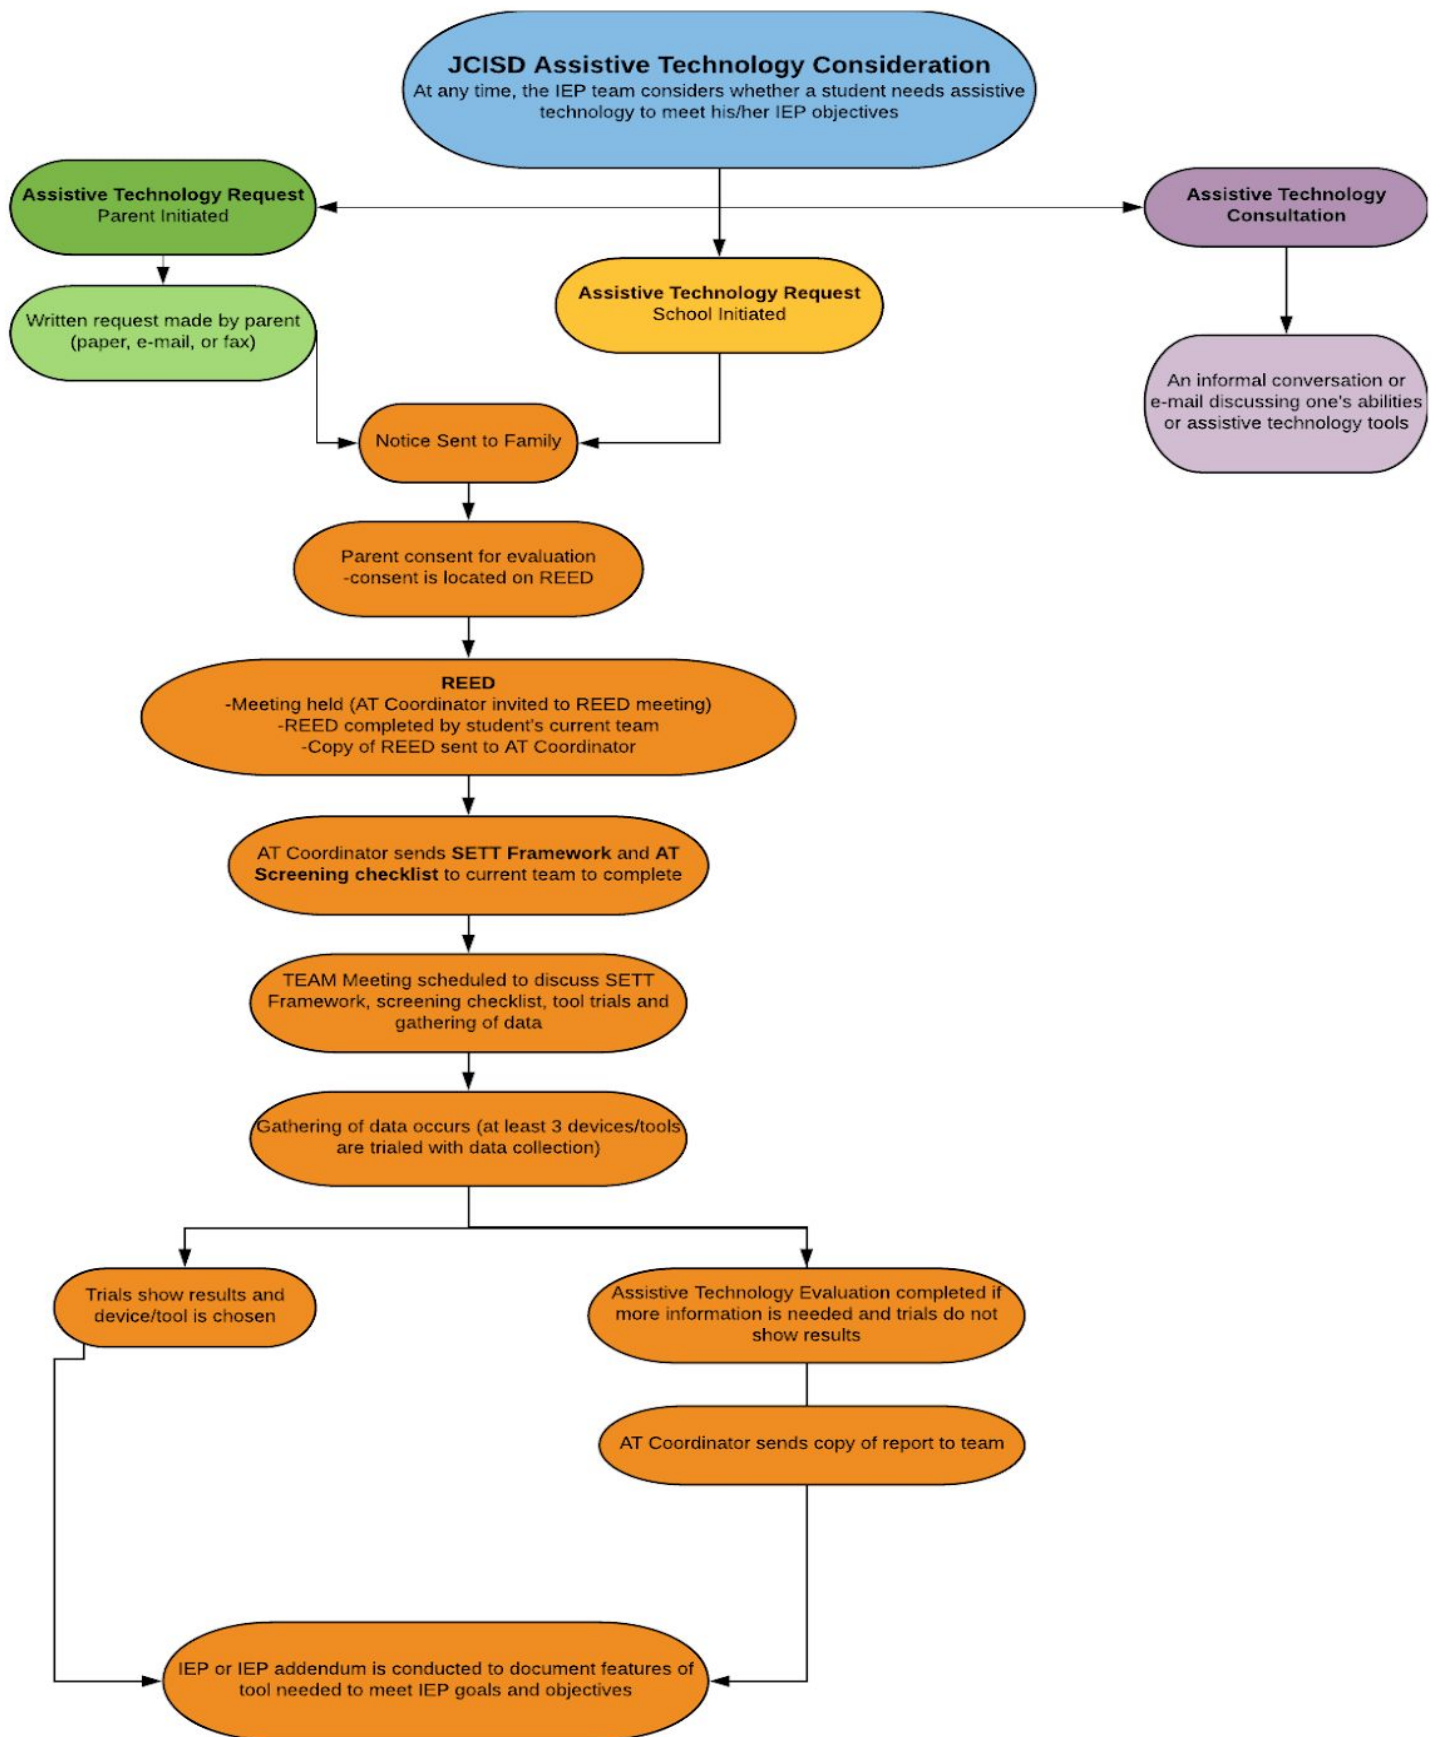 JCISD Assistive Technology Consideration
At any time, the IEP team considers whether a student needs assistive
technology to meet his/her IEP objectives
Assistive Technology Request
Parent Initiated
Assistive Technology
Consultation
Written request made by parent
(paper, e-mail, or fax)
Assistive Technology Request
School Initiated
An informal conversation or
e-mail discussing one's abilities
or assistive technology tools
Notice Sent to Family
Parent consent for evaluation
-consent is located on REED
REED
-Meeting held (AT Coordinator invited to REED meeting)
-REED completed by student's current team
-Copy of REED sent to AT Coordinator
AT Coordinator sends SETT Framework and AT
Screening checklist to current team to complete
TEAM Meeting scheduled to discuss SETT
Framework, screening checklist, tool trials and
gathering of data
Gathering of data occurs (at least 3 devices/tools
are trialed with data collection)
Trials show results and
device/tool is chosen
Assistive Technology Evaluation completed if
more information is needed and trials do not
show results
AT Coordinator sends copy of report to team
IEP or IEP addendum is conducted to document features of
tool needed to meet IEP goals and objectives